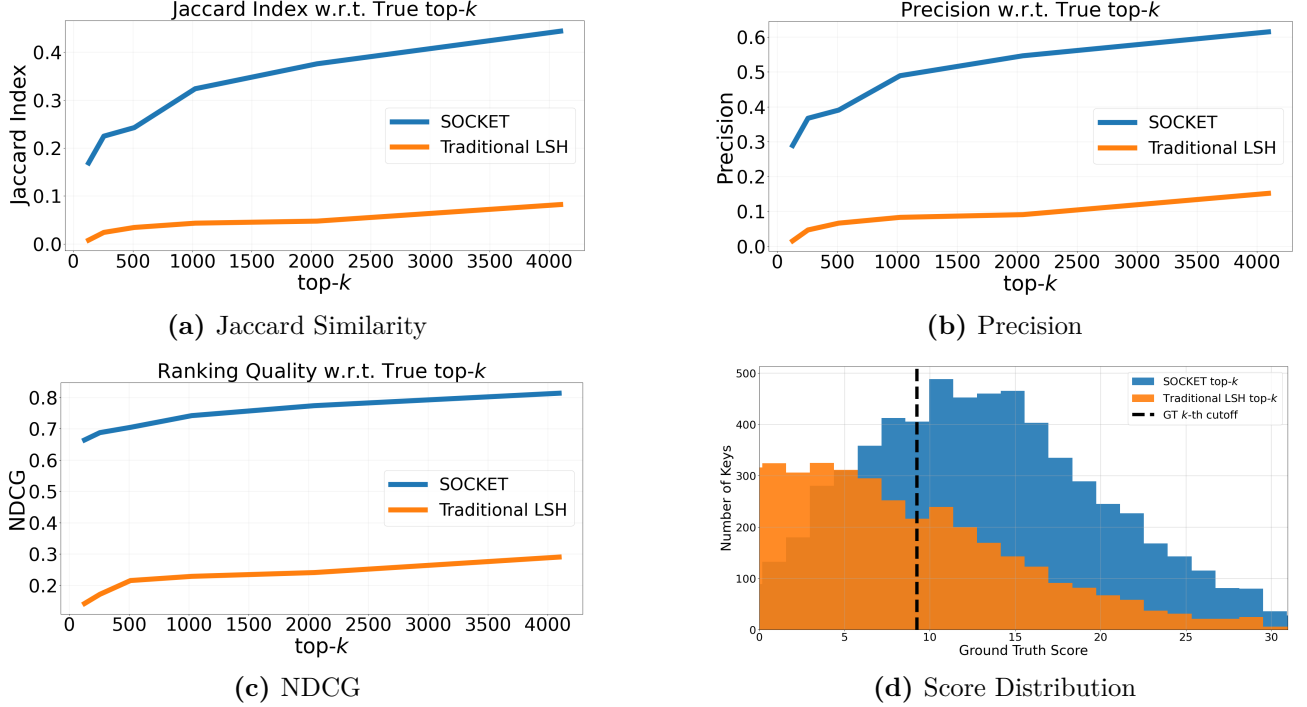 Jaccard Index w.r.t. True top-k
Jaccard Index
0.4
0.3
0.2
0.1
0.0
SOCKET
Traditional LSH
0 500 1000 1500 2000 2500 3000 3500 4000
top-k
(a) Jaccard Similarity
Precision w.r.t. True top-k
Precision
0.6
0.5
0.4
0.3
0.2
0.1
0.0
SOCKET
Traditional LSH
0 500 1000 1500 2000 2500 3000 3500 4000
top-k
(b) Precision
Ranking Quality w.r.t. True top-k
NDCG
0.8
0.7
0.6
0.5
0.4
0.3
0.2
SOCKET
Traditional LSH
0 500 1000 1500 2000 2500 3000 3500 4000
top-k
(c) NDCG
Number of Keys
500
400
300
200
100
0
SOCKET top-k
Traditional LSH top-k
GT k-th cutoff
0 5 10 15 20 25 30
Ground Truth Score
(d) Score Distribution